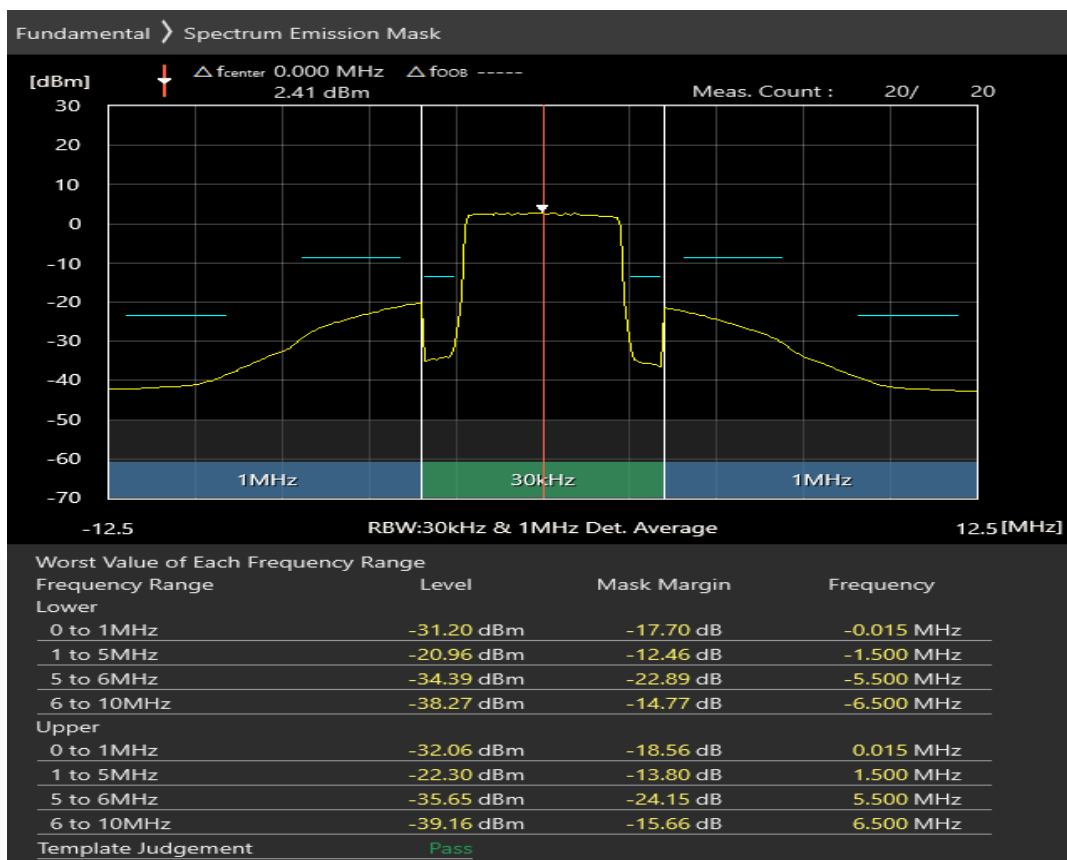 Fundamental ❯ Spectrum Emission Mask
[dBm] △ fcenter 0.000 MHz △ fOOB -----
2.41 dBm Meas. Count : 20/ 20
30
20
10
0
-10
-20
-30
-40
-50
-60
1MHz 30kHz 1MHz
-70
-12.5 RBW:30kHz & 1MHz Det. Average 12.5 [MHz]
Worst Value of Each Frequency Range
Frequency Range Level Mask Margin Frequency
Lower
0 to 1MHz -31.20 dBm -17.70 dB -0.015 MHz
1 to 5MHz -20.96 dBm -12.46 dB -1.500 MHz
5 to 6MHz -34.39 dBm -22.89 dB -5.500 MHz
6 to 10MHz -38.27 dBm -14.77 dB -6.500 MHz
Upper
0 to 1MHz -32.06 dBm -18.56 dB 0.015 MHz
1 to 5MHz -22.30 dBm -13.80 dB 1.500 MHz
5 to 6MHz -35.65 dBm -24.15 dB 5.500 MHz
6 to 10MHz -39.16 dBm -15.66 dB 6.500 MHz
Template Judgement Pass